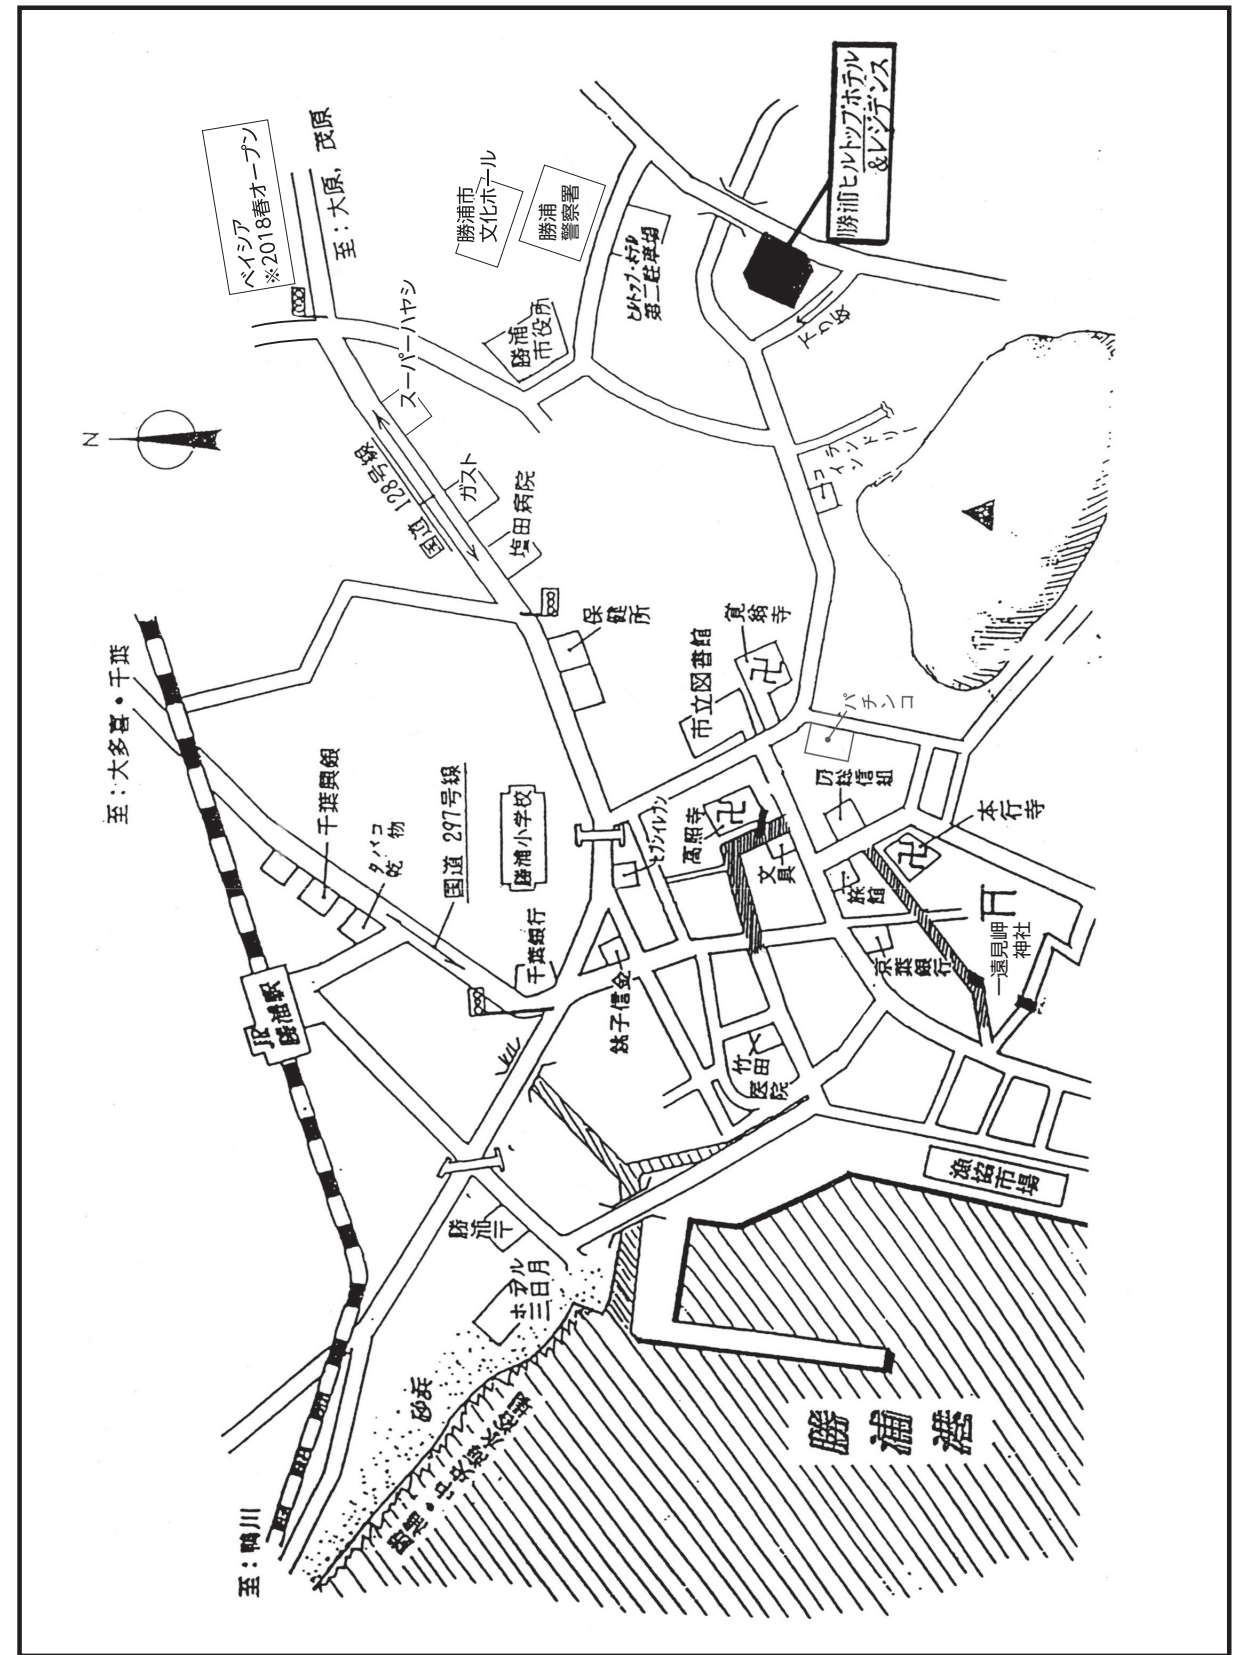 至：鴨川
至：大多喜・千葉
N
ベイシア
※2018春オープン
至：大原，茂原
国道 128号線
スーパーハヤシ
ガスト
塩田病院
勝浦市
文化ホール
勝浦
警察署
勝浦
市役所
ヒルトップ・ホテル
第二駐車場
勝浦ヒルトップホテル
&レジデンス
下り坂
コイン
ランドリー
保健所
市立図書館
覚翁寺
パチンコ
千葉興銀
タバコ
乾物
国道 297号線
勝浦小学校
千葉銀行
セブンイレブン
高照寺
文具
信組
本行寺
旅館
京葉銀行
遠見岬
神社
銚子信金
竹田
医院
JR
勝浦駅
漁協市場
ホテル
三日月
砂浜
勝浦港